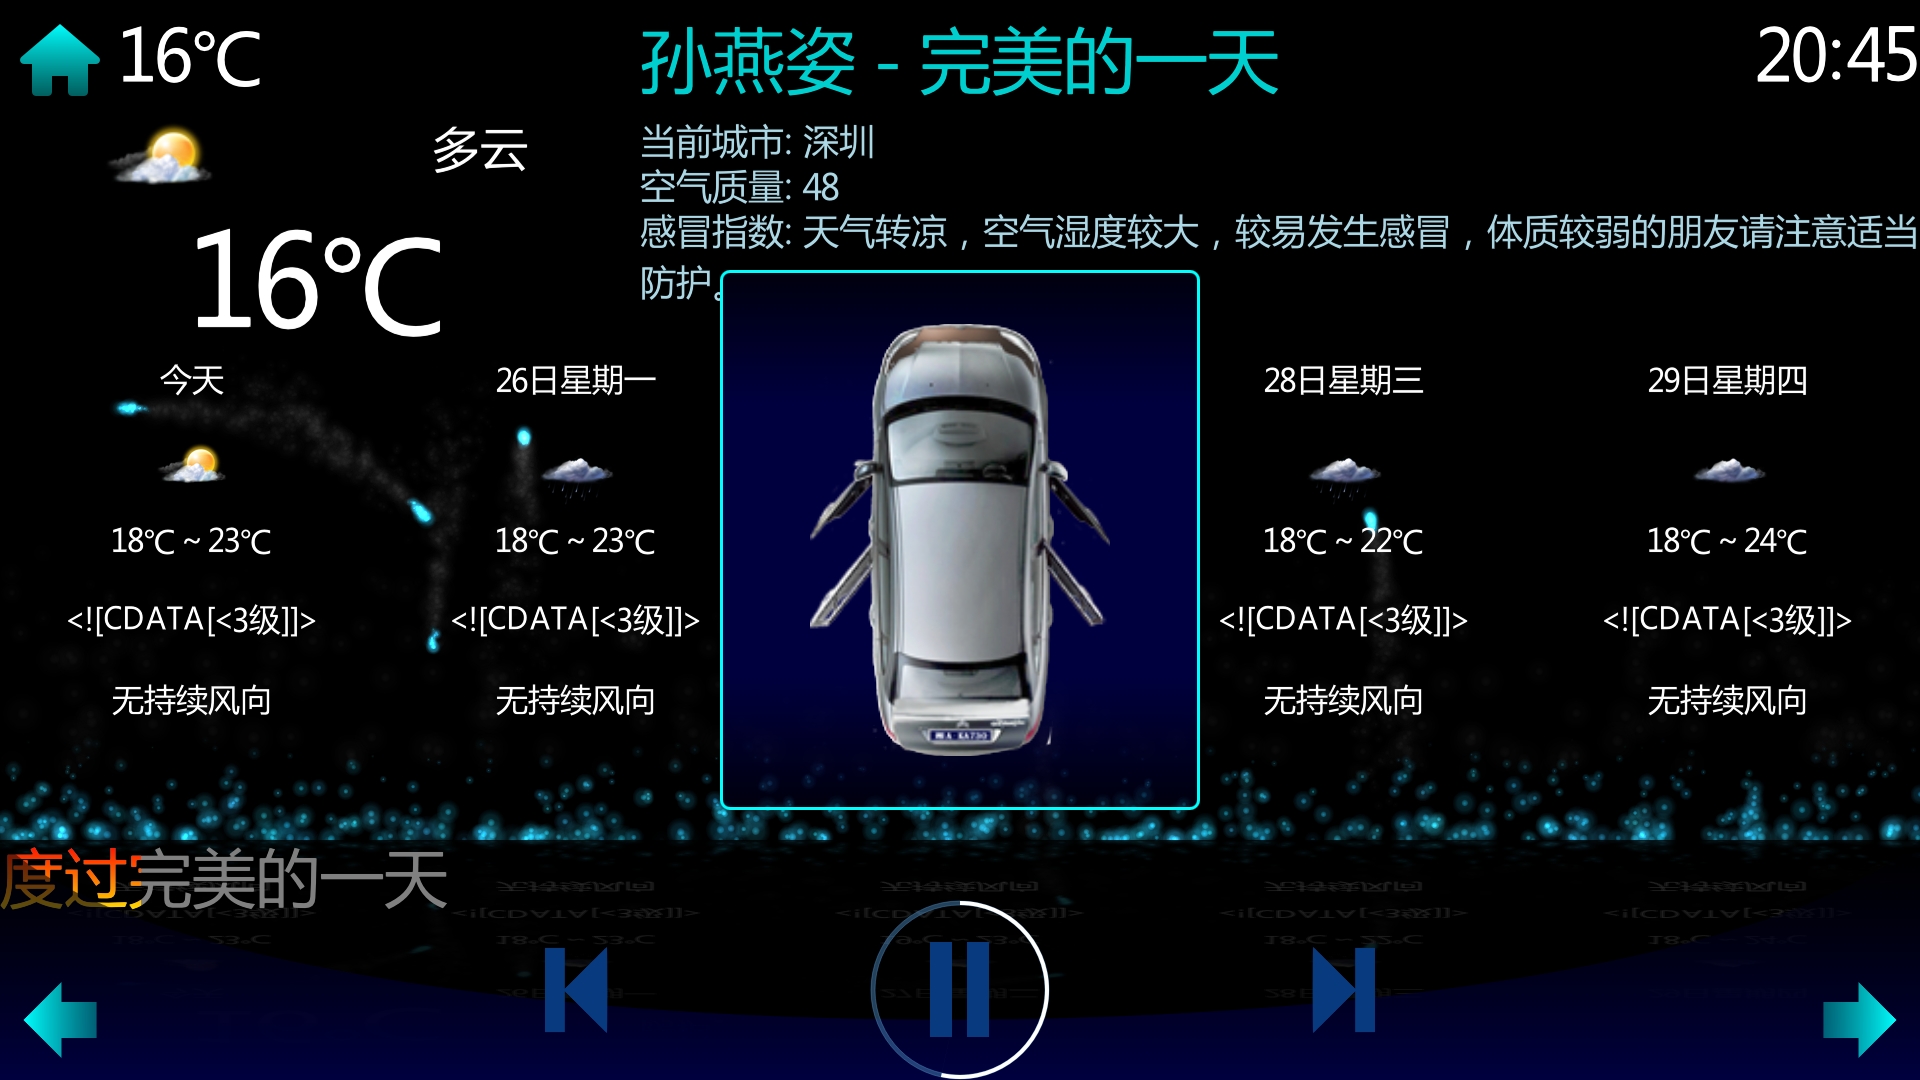 16℃
孙燕姿 - 完美的一天
20:45
多云
当前城市: 深圳
空气质量: 48
感冒指数: 天气转凉，空气湿度较大，较易发生感冒，体质较弱的朋友请注意适当
防护。
16℃
今天
26日星期一
28日星期三
29日星期四
18℃ ~ 23℃
18℃ ~ 23℃
18℃ ~ 22℃
18℃ ~ 24℃
<![CDATA[<3级]]>
<![CDATA[<3级]]>
<![CDATA[<3级]]>
<![CDATA[<3级]]>
无持续风向
无持续风向
无持续风向
无持续风向
度过完美的一天